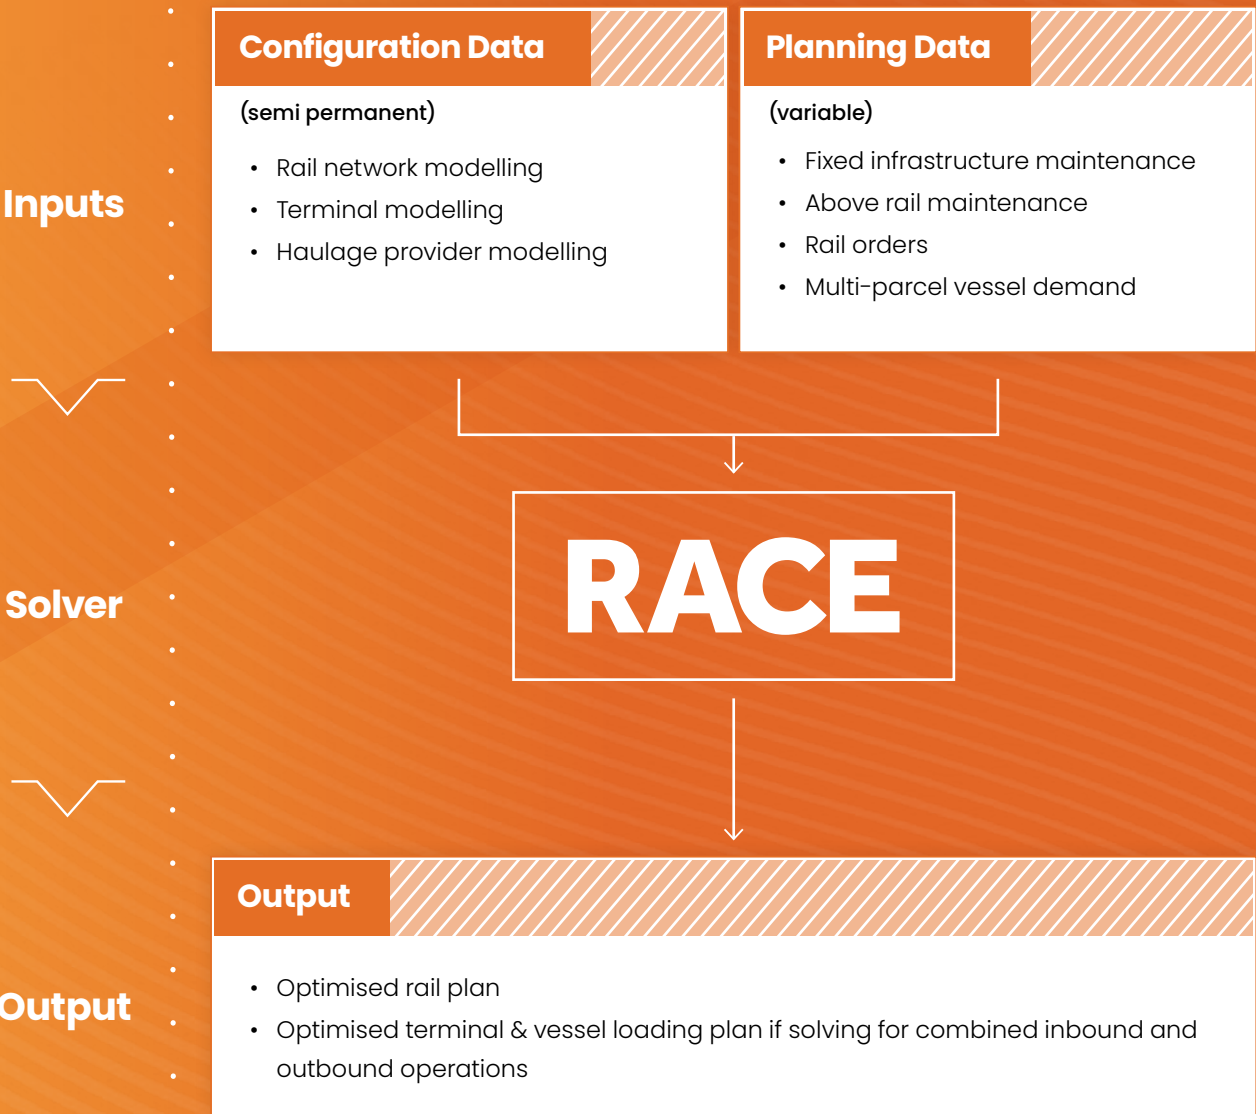 Inputs
Configuration Data
(semi permanent)
• Rail network modelling
• Terminal modelling
• Haulage provider modelling
Planning Data
(variable)
• Fixed infrastructure maintenance
• Above rail maintenance
• Rail orders
• Multi-parcel vessel demand
Solver
RACE
Output
Output
• Optimised rail plan
• Optimised terminal & vessel loading plan if solving for combined inbound and
outbound operations